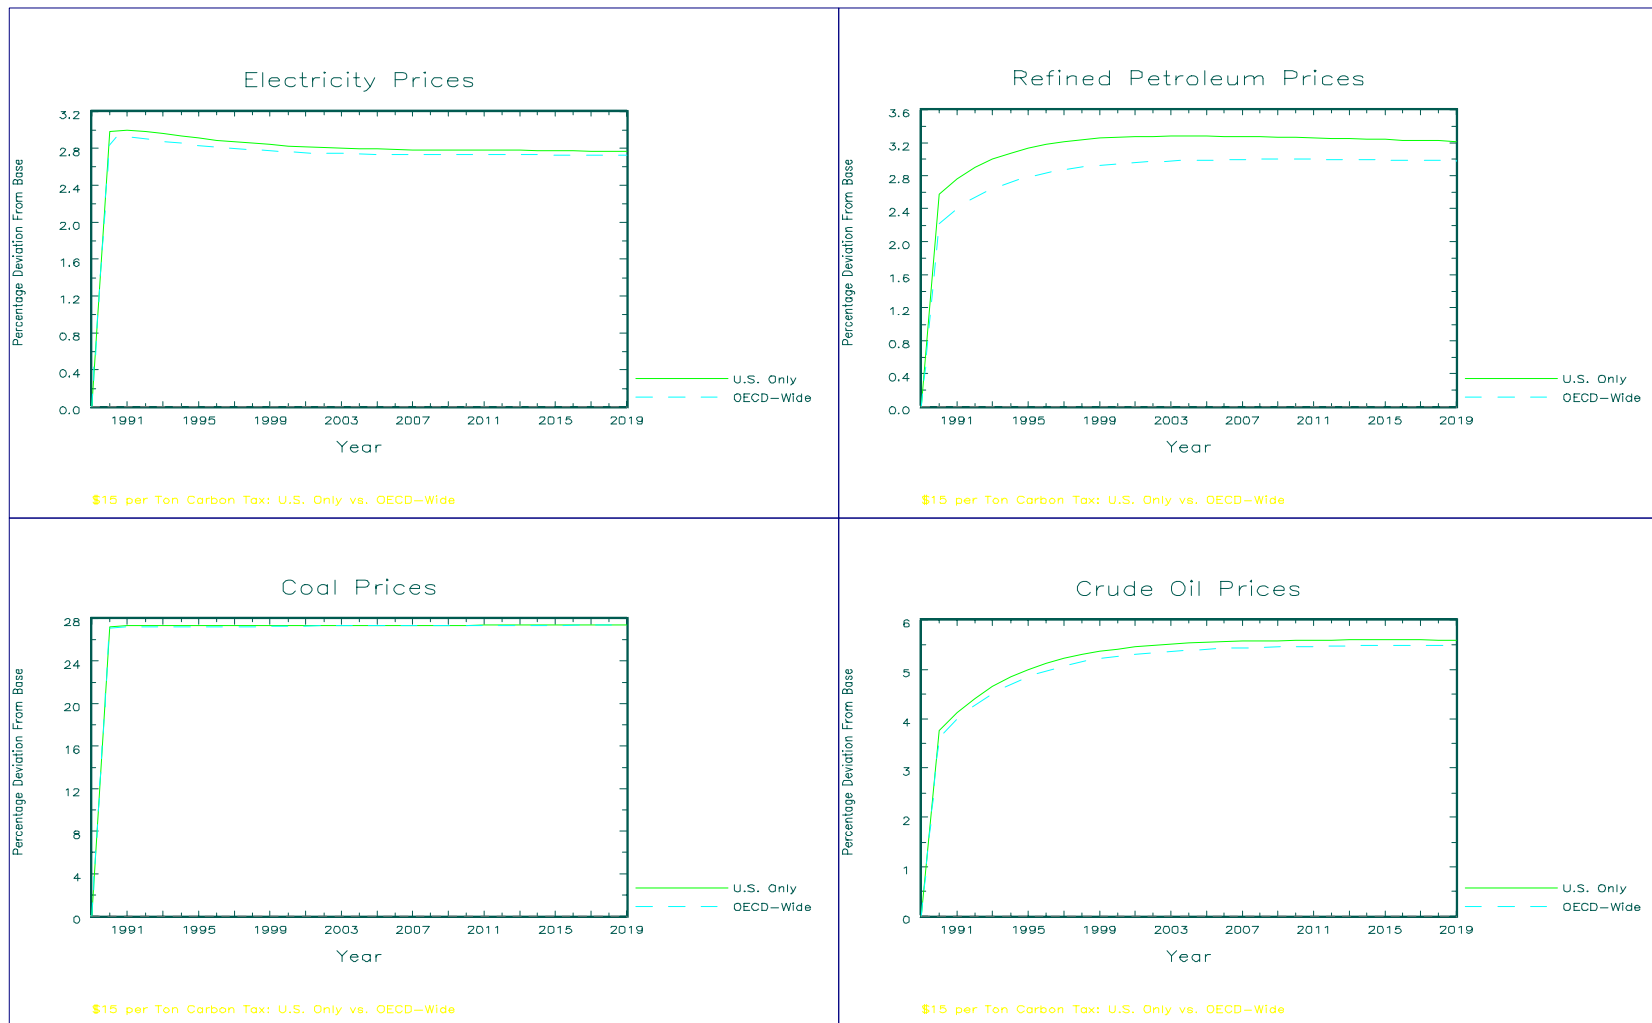 Electricity Prices
Percentage Deviation From Base
3.2
2.8
2.4
2.0
1.6
1.2
0.8
0.4
0.0
1991 1995 1999 2003 2007 2011 2015 2019
Year
U.S. Only
OECD-Wide
$15 per Ton Carbon Tax: U.S. Only vs. OECD-Wide
Refined Petroleum Prices
Percentage Deviation From Base
3.6
3.2
2.8
2.4
2.0
1.6
1.2
0.8
0.4
0.0
1991 1995 1999 2003 2007 2011 2015 2019
Year
U.S. Only
OECD-Wide
$15 per Ton Carbon Tax: U.S. Only vs. OECD-Wide
Coal Prices
Percentage Deviation From Base
28
24
20
16
12
8
4
0
1991 1995 1999 2003 2007 2011 2015 2019
Year
U.S. Only
OECD-Wide
$15 per Ton Carbon Tax: U.S. Only vs. OECD-Wide
Crude Oil Prices
Percentage Deviation From Base
6
5
4
3
2
1
0
1991 1995 1999 2003 2007 2011 2015 2019
Year
U.S. Only
OECD-Wide
$15 per Ton Carbon Tax: U.S. Only vs. OECD-Wide